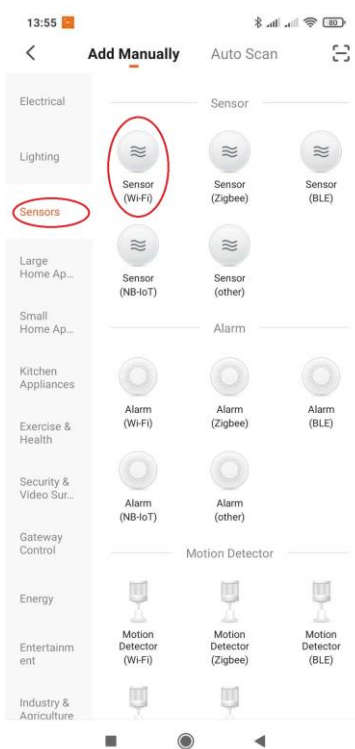 13:55
80
Add Manually
Auto Scan
Electrical
Lighting
Sensors
Large
Home Ap...
Small
Home Ap...
Kitchen
Appliances
Exercise &
Health
Security &
Video Sur...
Gateway
Control
Energy
Entertainm
ent
Industry &
Agriculture
Sensor
Sensor
(Wi-Fi)
Sensor
(Zigbee)
Sensor
(BLE)
Sensor
(NB-IoT)
Sensor
(other)
Alarm
Alarm
(Wi-Fi)
Alarm
(Zigbee)
Alarm
(BLE)
Alarm
(NB-IoT)
Alarm
(other)
Motion Detector
Motion
Detector
(Wi-Fi)
Motion
Detector
(Zigbee)
Motion
Detector
(BLE)